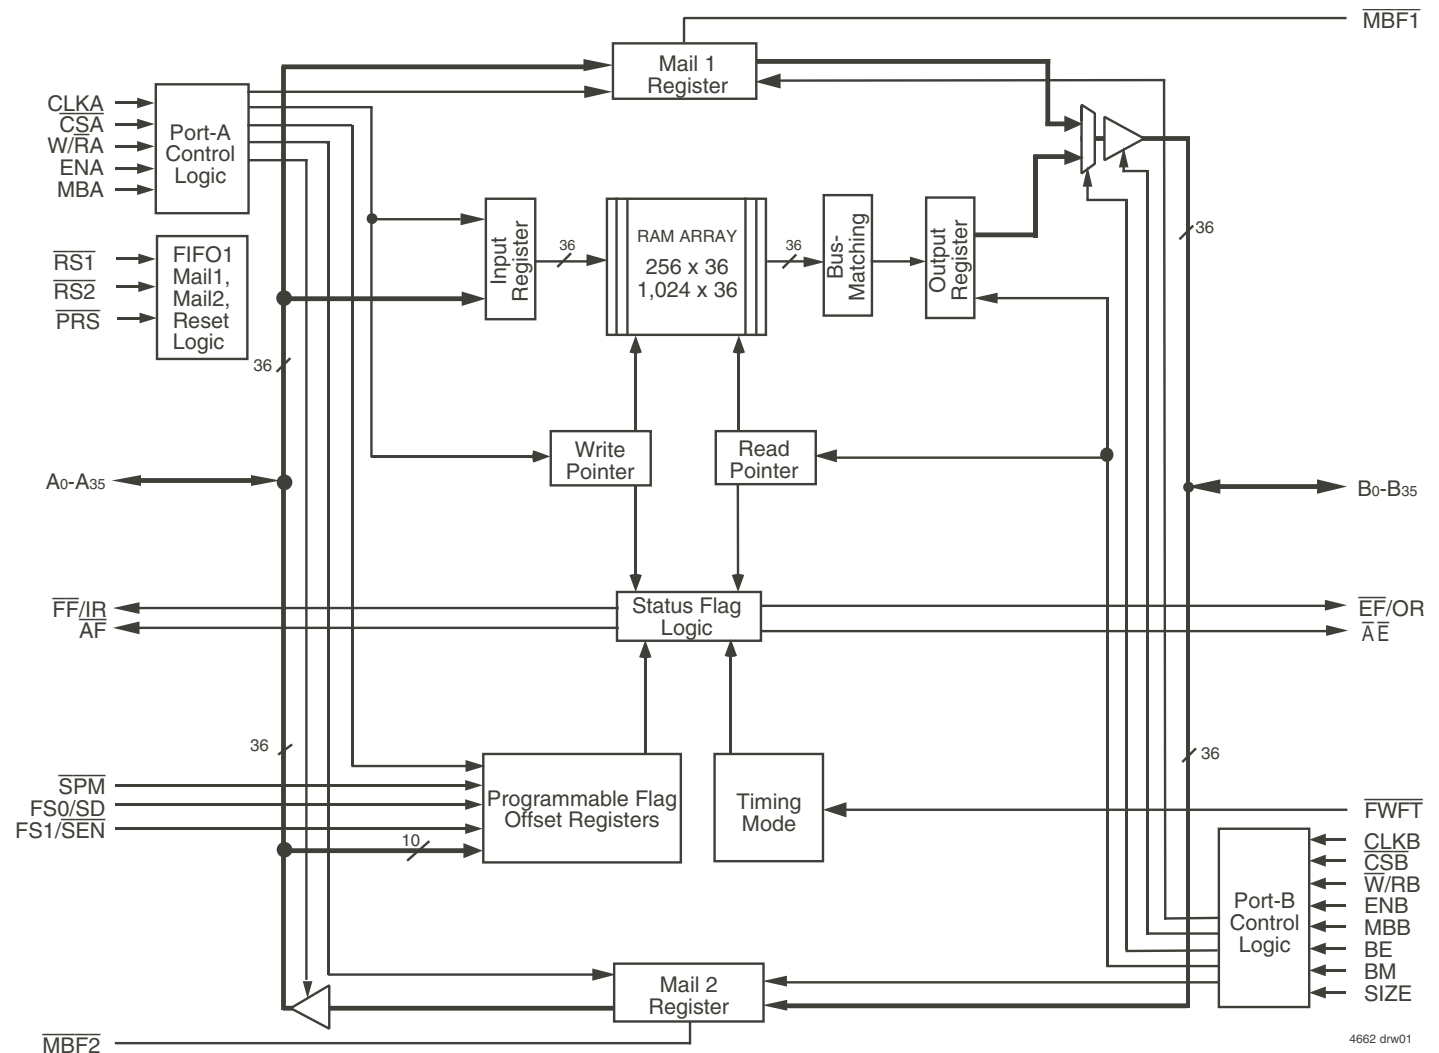 MBF1
Mail 1
Register
CLKA
CSA
W/RA
ENA
MBA
Port-A
Control
Logic
RS1
RS2
PRS
FIFO1
Mail1,
Mail2,
Reset
Logic
36
Input
Register
36
RAM ARRAY
256 x 36
1,024 x 36
36
Bus-
Matching
Output
Register
36
Write
Pointer
Read
Pointer
A0-A35
B0-B35
FF/IR
AF
Status Flag
Logic
EF/OR
AE
36
36
SPM
FS0/SD
FS1/SEN
10
Programmable Flag
Offset Registers
Timing
Mode
FWFT
Port-B
Control
Logic
CLKB
CSB
W/RB
ENB
MBB
BE
BM
SIZE
Mail 2
Register
MBF2
4662 drw01